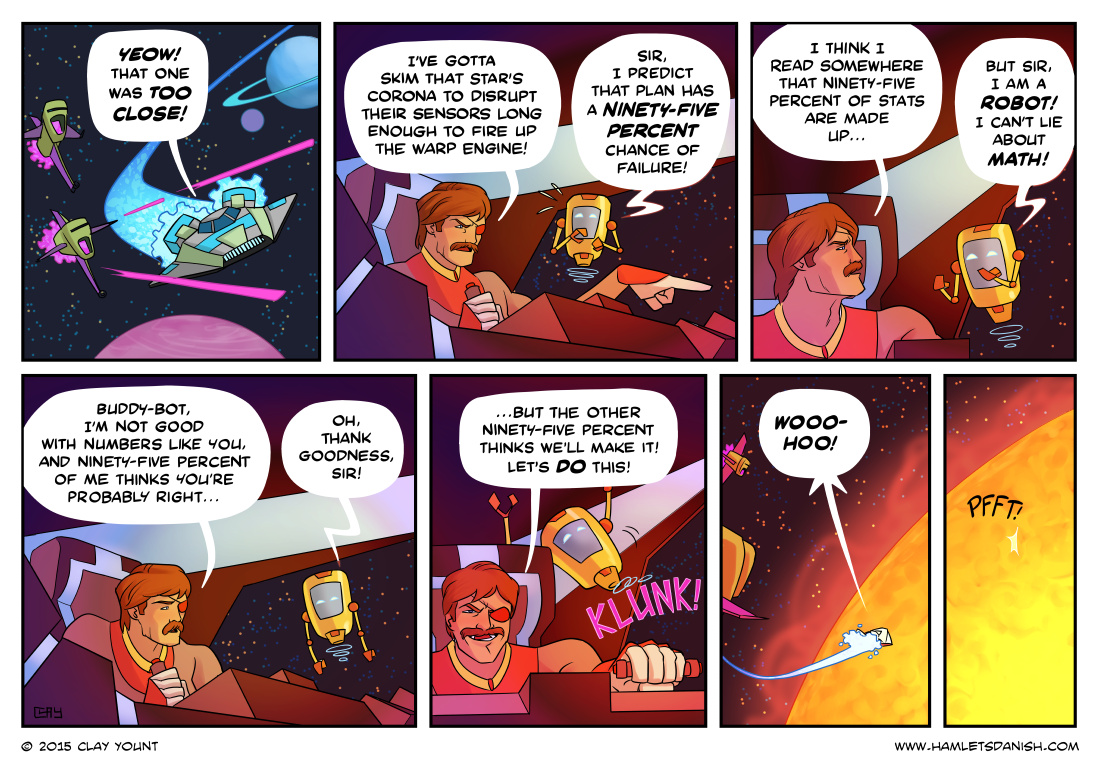 YEOW!
THAT ONE
WAS TOO
CLOSE!
I'VE GOTTA
SKIM THAT STAR'S
CORONA TO DISRUPT
THEIR SENSORS LONG
ENOUGH TO FIRE UP
THE WARP ENGINE!
SIR,
I PREDICT
THAT PLAN HAS
A NINETY-FIVE
PERCENT
CHANCE OF
FAILURE!
I THINK I
READ SOMEWHERE
THAT NINETY-FIVE
PERCENT OF STATS
ARE MADE
UP...
BUT SIR,
I AM A
ROBOT!
I CAN'T LIE
ABOUT
MATH!
BUDDY-BOT,
I'M NOT GOOD
WITH NUMBERS LIKE YOU,
AND NINETY-FIVE PERCENT
OF ME THINKS YOU'RE
PROBABLY RIGHT...
OH,
THANK
GOODNESS,
SIR!
CLAY
...BUT THE OTHER
NINETY-FIVE PERCENT
THINKS WE'LL MAKE IT!
LET'S DO THIS!
KLUNK!
WOOO-
HOO!
PFFT!
© 2015 CLAY YOUNT
WWW.HAMLETSDANISH.COM